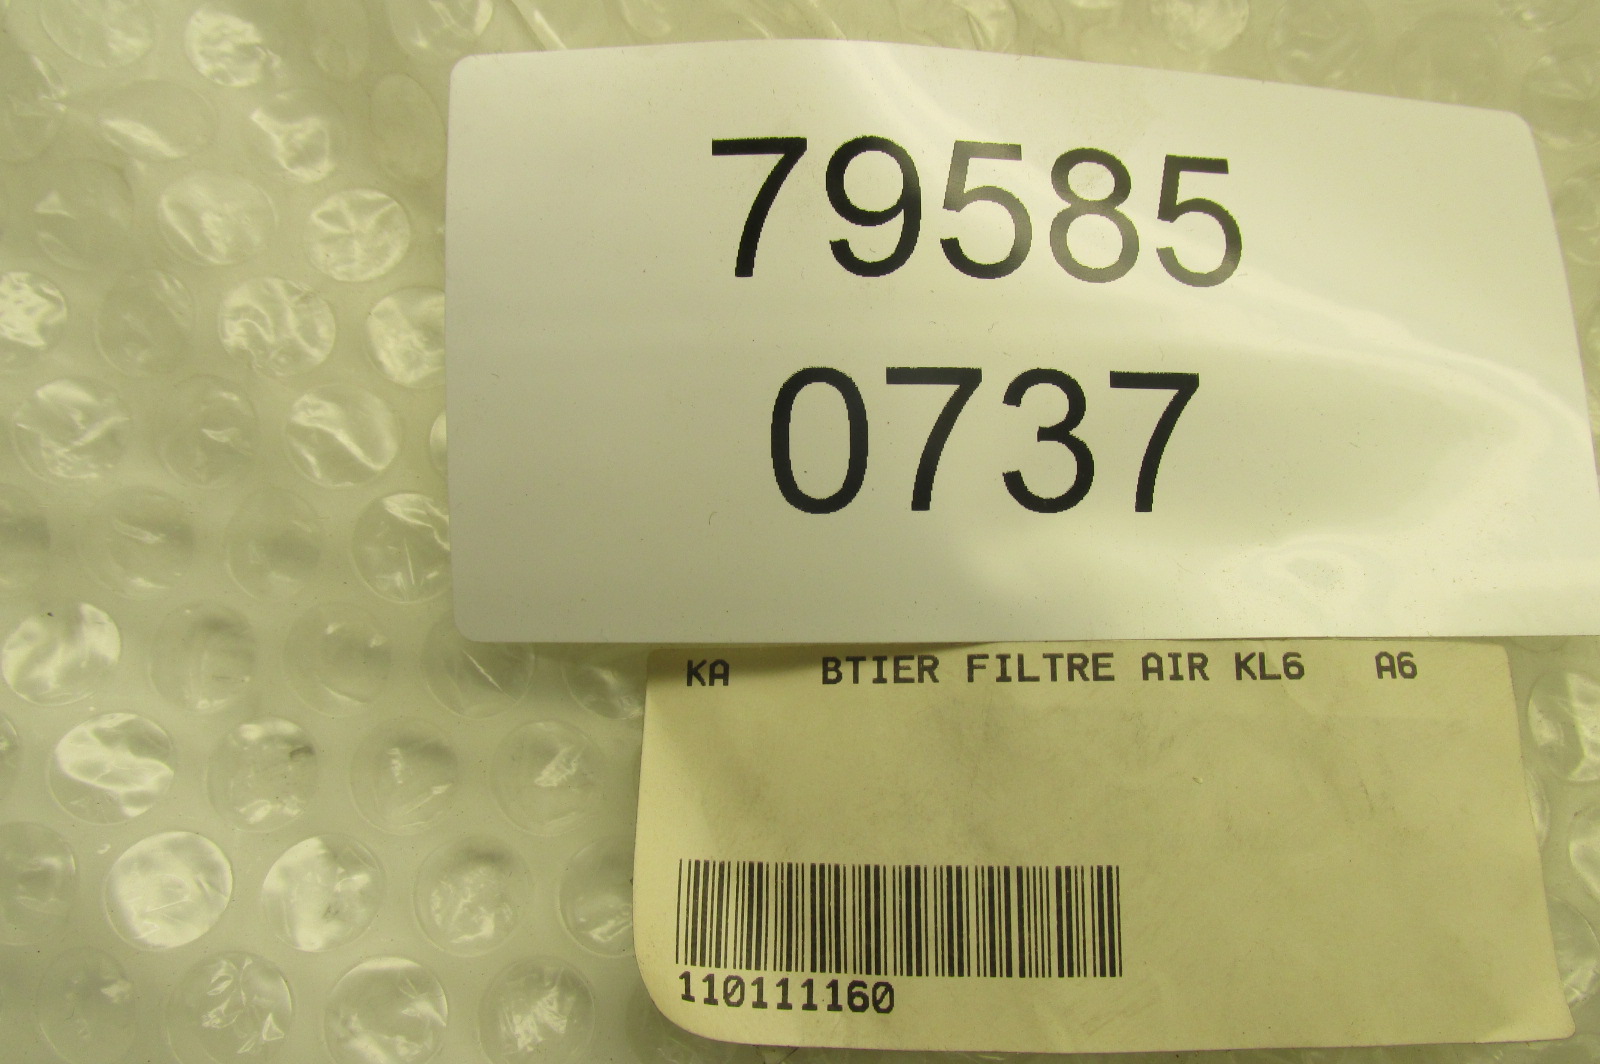 79585
0737
KA BTIER FILTRE AIR KL6 A6
110111160